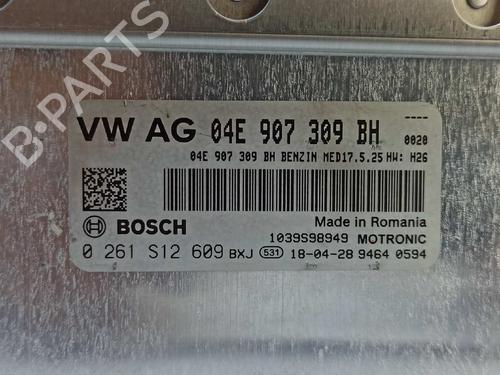 B-PARTS
VW AG 04E 907 309 BH ----
0020
04E 907 309 BH BENZIN MED17.5.25 HW: H26
BOSCH
Made in Romania
1039S98949 MOTRONIC
0 261 S12 609 BXJ 531 18-04-28 9464 0594